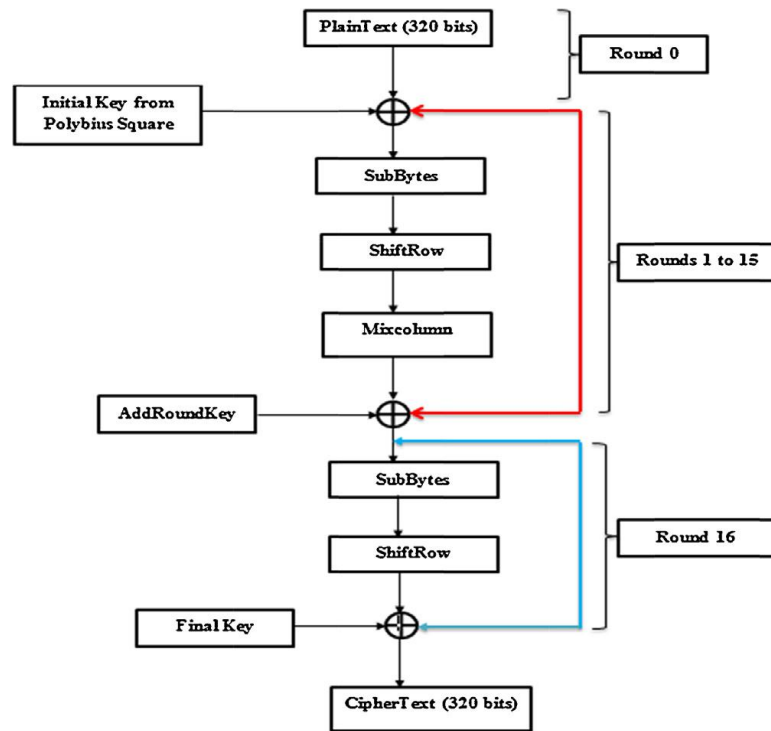 PlainText (320 bits)
Round 0
Initial Key from
Polybius Square
SubBytes
ShiftRow
Rounds 1 to 15
Mixcolumn
AddRoundKey
SubBytes
Round 16
ShiftRow
Final Key
CipherText (320 bits)